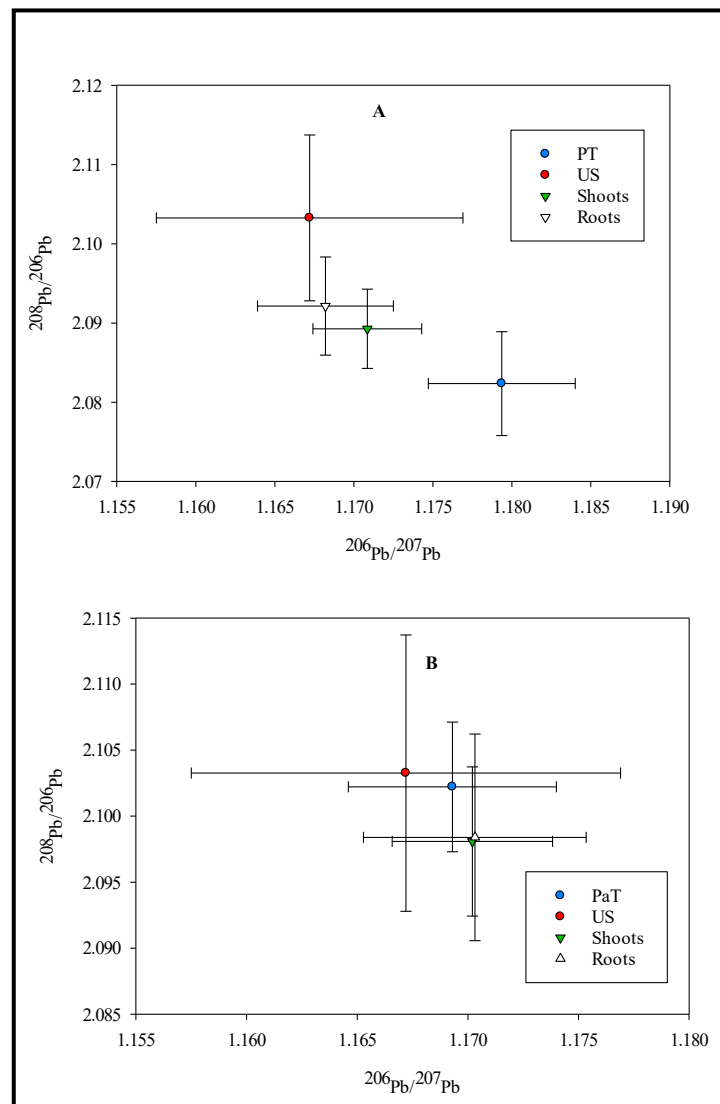 A
2.12
2.11
2.10
2.09
2.08
2.07
208Pb/206Pb
PT
US
Shoots
Roots
1.155 1.160 1.165 1.170 1.175 1.180 1.185 1.190
206Pb/207Pb
B
2.115
2.110
2.105
2.100
2.095
2.090
2.085
208Pb/206Pb
PaT
US
Shoots
Roots
1.155 1.160 1.165 1.170 1.175 1.180
206Pb/207Pb